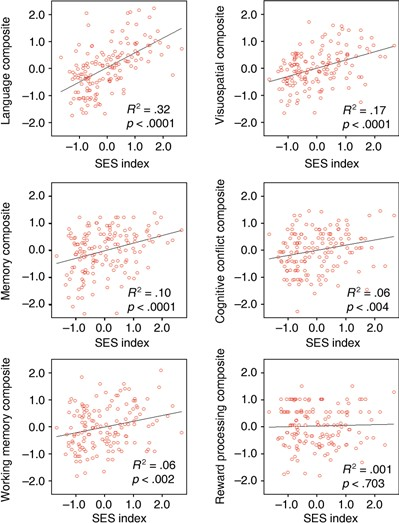 Language composite
2.0
1.0
0.0
−1.0
−2.0
R² = .32
p < .0001
−1.0 0.0 1.0 2.0
SES index
Visuospatial composite
2.0
1.0
0.0
−1.0
−2.0
R² = .17
p < .0001
−1.0 0.0 1.0 2.0
SES index
Memory composite
2.0
1.0
0.0
−1.0
−2.0
R² = .10
p < .0001
−1.0 0.0 1.0 2.0
SES index
Cognitive conflict composite
2.0
1.0
0.0
−1.0
−2.0
R² = .06
p < .004
−1.0 0.0 1.0 2.0
SES index
Working memory composite
2.0
1.0
0.0
−1.0
−2.0
R² = .06
p < .002
−1.0 0.0 1.0 2.0
SES index
Reward processing composite
2.0
1.0
0.0
−1.0
−2.0
R² = .001
p < .703
−1.0 0.0 1.0 2.0
SES index